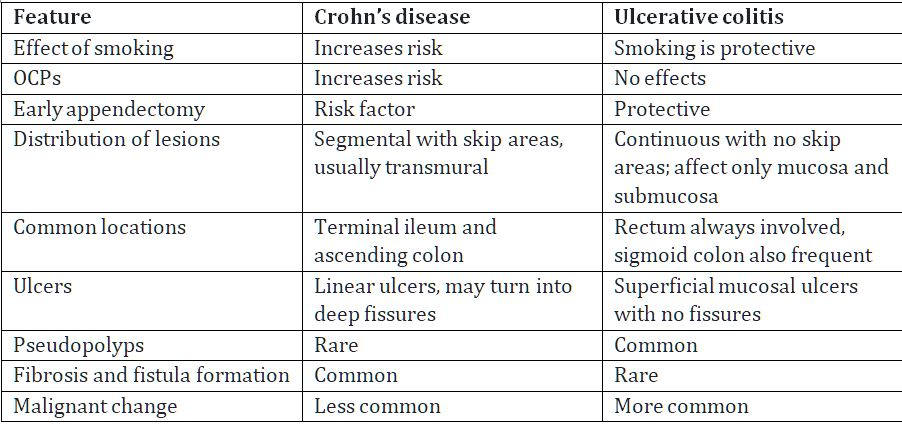 Feature Crohn’s disease Ulcerative colitis
Effect of smoking Increases risk Smoking is protective
OCPs Increases risk No effects
Early appendectomy Risk factor Protective
Distribution of lesions Segmental with skip areas, Continuous with no skip
usually transmural areas; affect only mucosa and
submucosa
Common locations Terminal ileum and Rectum always involved,
ascending colon sigmoid colon also frequent
Ulcers Linear ulcers, may turn into Superficial mucosal ulcers
deep fissures with no fissures
Pseudopolyps Rare Common
Fibrosis and fistula formation Common Rare
Malignant change Less common More common